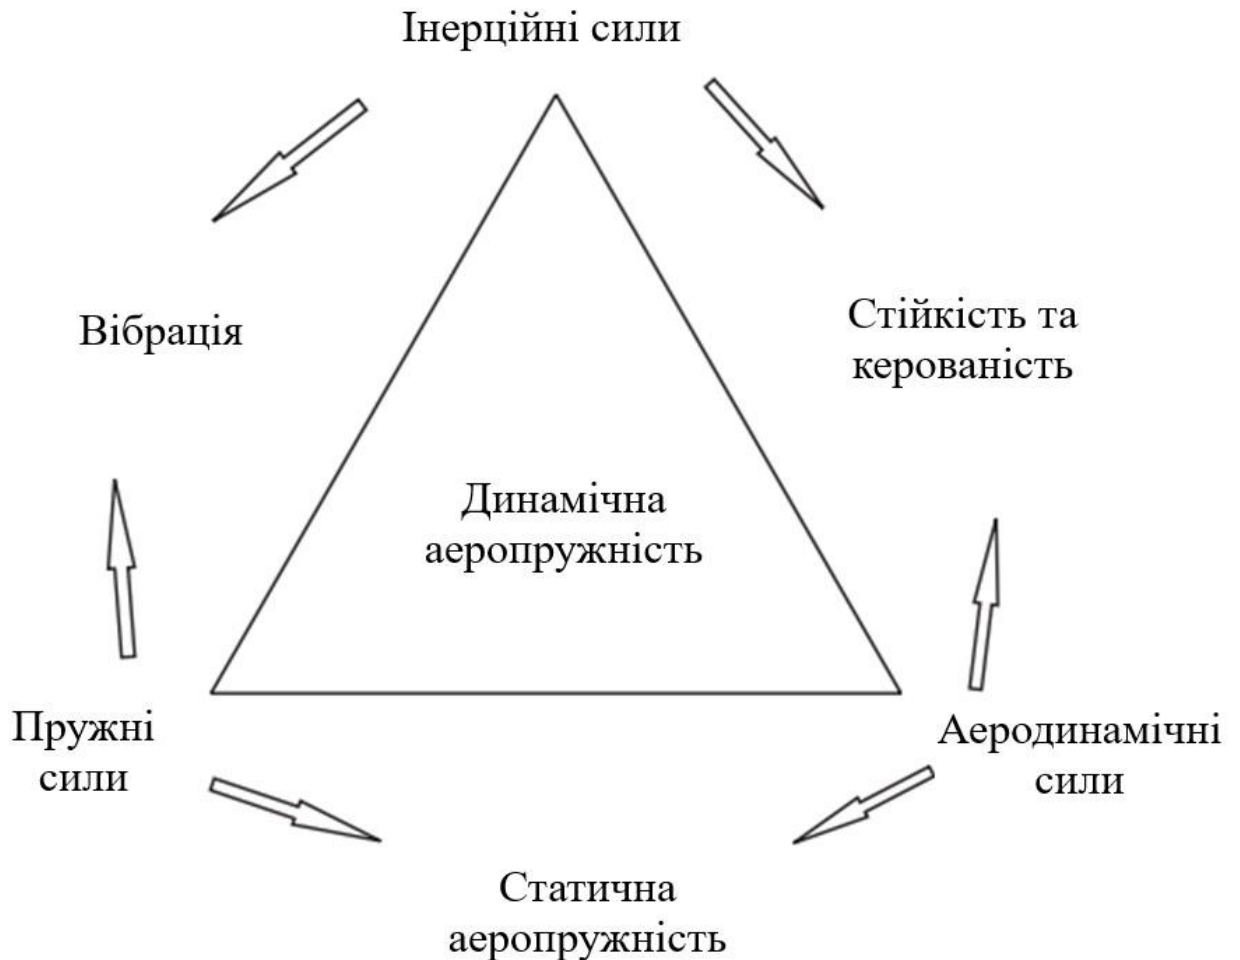 Інерційні сили
Вібрація
Стійкість та
керованість
Динамічна
аеропружність
Пружні
сили
Аеродинамічні
сили
Статична
аеропружність